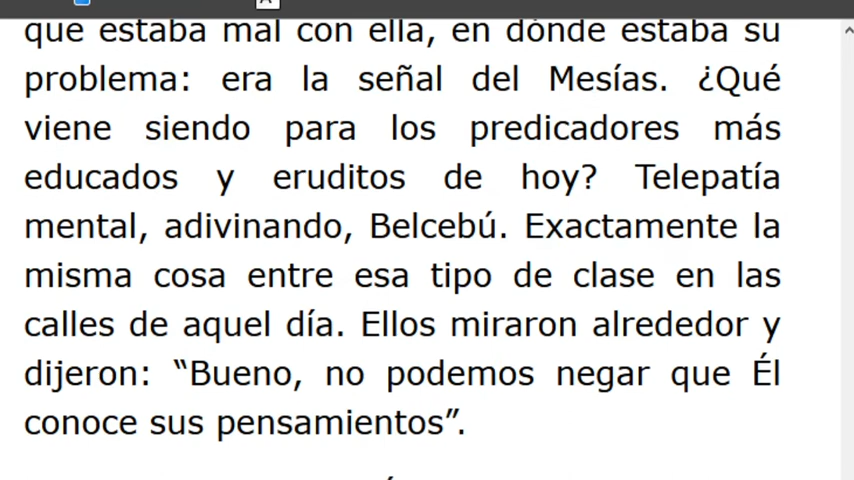 que estaba mal con ella, en dónde estaba su
problema: era la señal del Mesías. ¿Qué
viene siendo para los predicadores más
educados y eruditos de hoy? Telepatía
mental, adivinando, Belcebú. Exactamente la
misma cosa entre esa tipo de clase en las
calles de aquel día. Ellos miraron alrededor y
dijeron: “Bueno, no podemos negar que Él
conoce sus pensamientos”.